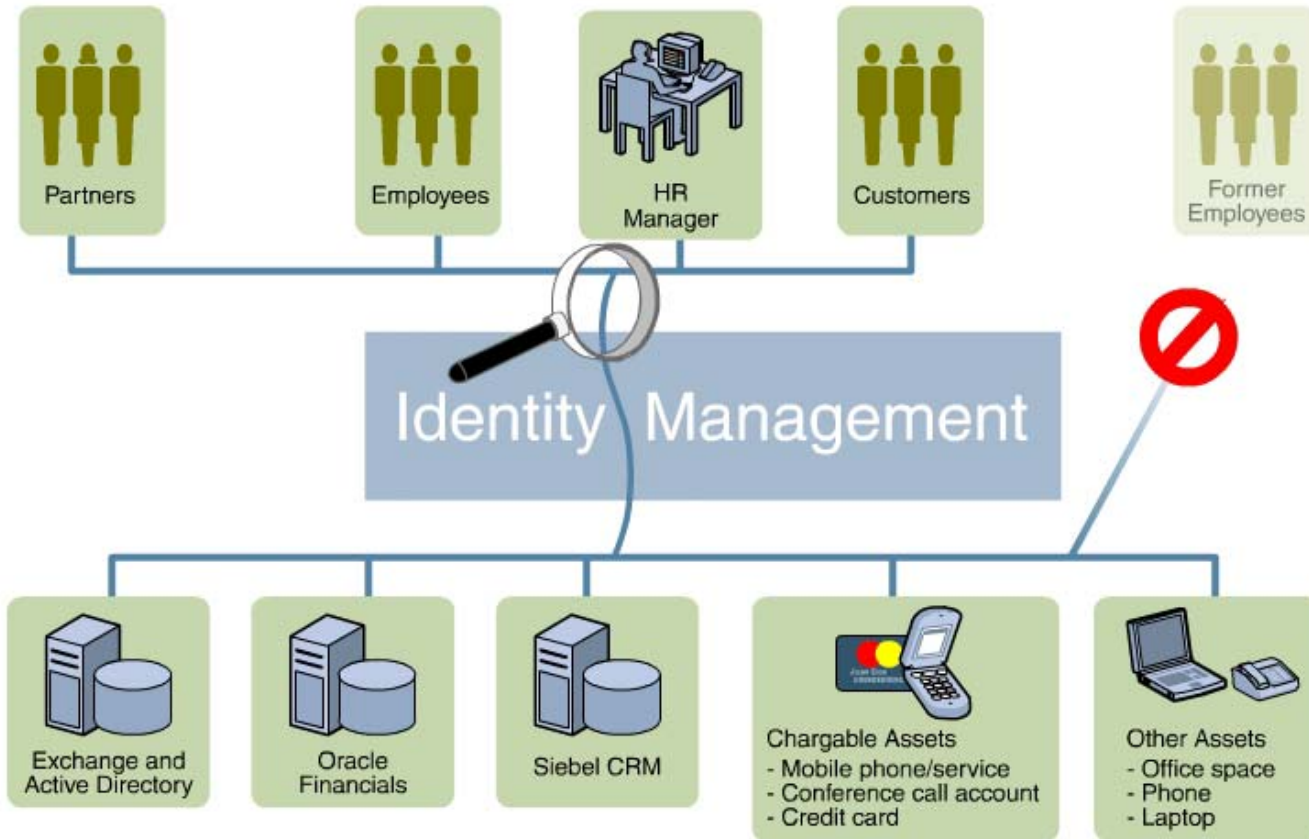 Partners
Employees
HR
Manager
Customers
Former
Employees
Identity Management
Exchange and
Active Directory
Oracle
Financials
Siebel CRM
Chargable Assets
- Mobile phone/service
- Conference call account
- Credit card
Other Assets
- Office space
- Phone
- Laptop